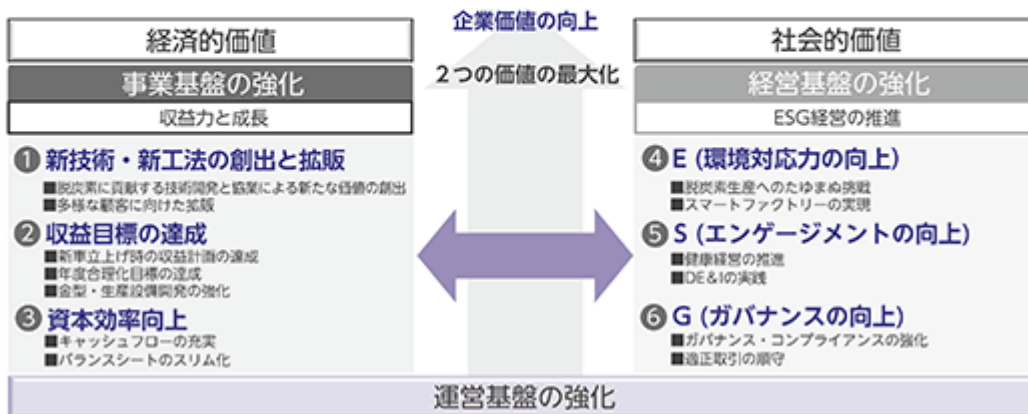 企業価値の向上
2つの価値の最大化
経済的価値
事業基盤の強化
収益力と成長
❶ 新技術・新工法の創出と拡販
■脱炭素に貢献する技術開発と協業による新たな価値の創出
■多様な顧客に向けた拡販
❷ 収益目標の達成
■新車立上げ時の収益計画の達成
■年度合理化目標の達成
■金型・生産設備開発の強化
❸ 資本効率向上
■キャッシュフローの充実
■バランスシートのスリム化
社会的価値
経営基盤の強化
ESG経営の推進
❹ E (環境対応力の向上)
■脱炭素生産へのたゆまぬ挑戦
■スマートファクトリーの実現
❺ S (エンゲージメントの向上)
■健康経営の推進
■DE&Iの実践
❻ G (ガバナンスの向上)
■ガバナンス・コンプライアンスの強化
■適正取引の順守
運営基盤の強化